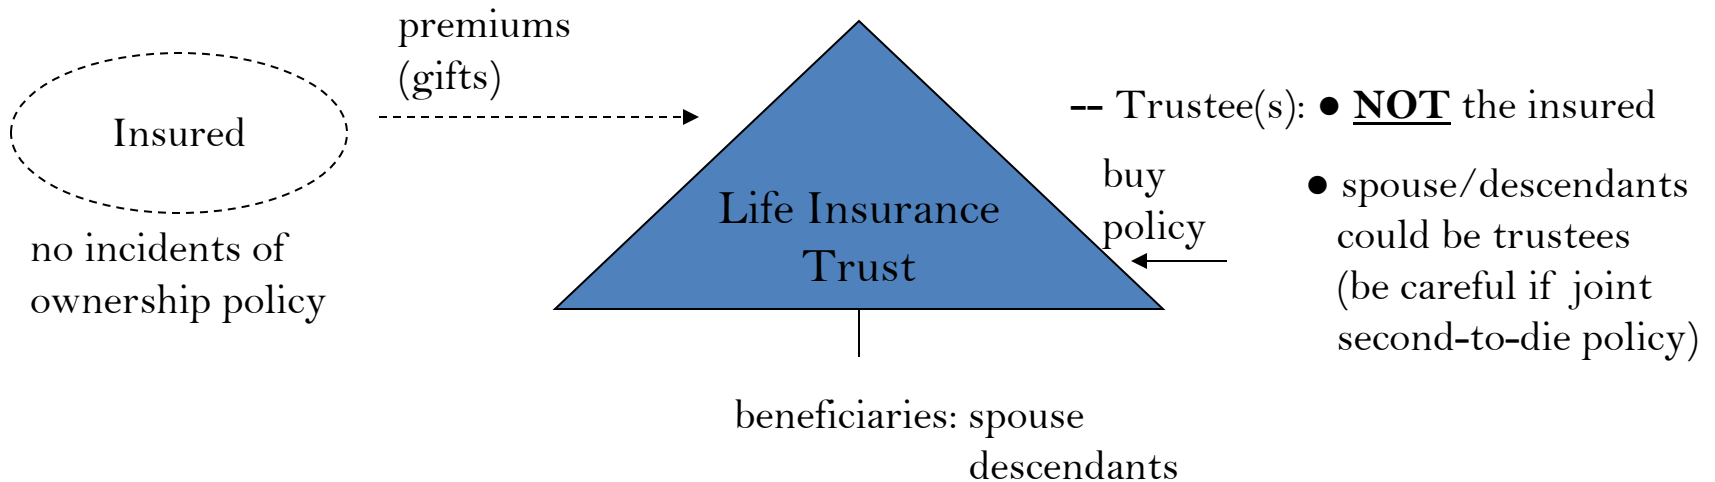 premiums
(gifts)
Insured
no incidents of
ownership policy
Life Insurance
Trust
-- Trustee(s): ● NOT the insured
buy
policy
● spouse/descendants
could be trustees
(be careful if joint
second-to-die policy)
beneficiaries: spouse
descendants